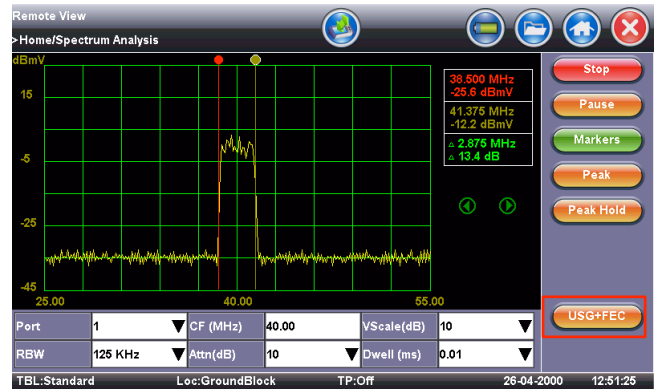 Remote View
>Home/Spectrum Analysis
dBmV
15
-5
-25
-45
25.00 40.00 55.00
38.500 MHz
-25.6 dBmV
41.375 MHz
-12.2 dBmV
▵ 2.875 MHz
▵ 13.4 dB
Stop
Pause
Markers
Peak
Peak Hold
USG+FEC
Port 1 CF (MHz) 40.00 VScale(dB) 10
RBW 125 KHz Attn(dB) 10 Dwell (ms) 0.01
TBL:Standard Loc:GroundBlock TP:Off 26-04-2000 12:51:25